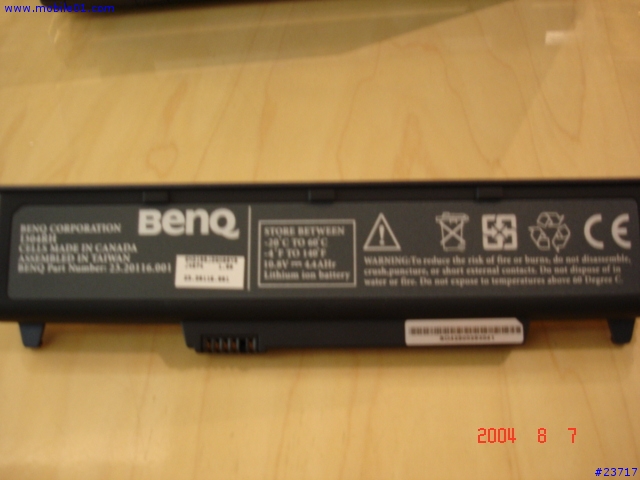 www.mobile01.com
BENQ CORPORATION
CELLS MADE IN CANADA
ASSEMBLED IN TAIWAN
BENQ Part Number: 23.20116.001
BENQ
STORE BETWEEN
-20°C TO 60°C
-4°F TO 140°F
10.8V 4.4AHr
Lithium ion battery
WARNING: To reduce the risk of fire or burns, do not disassemble,
crush, puncture, or short external contacts. Do not dispose of in
water or fire. Do not expose to temperatures above 60 Degree C.
CE
2004 8 7
#23717